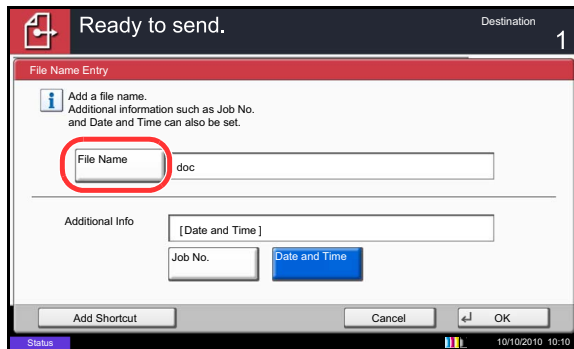 Ready to send.
Destination
1
File Name Entry
Add a file name.
Additional information such as Job No.
and Date and Time can also be set.
File Name
doc
Additional Info
[Date and Time]
Job No.
Date and Time
Add Shortcut
Cancel
OK
Status
10/10/2010 10:10